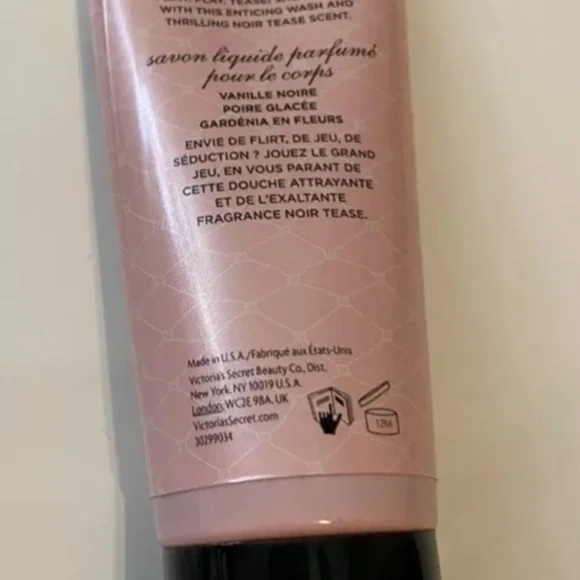 WITH THIS ENTICING WASH AND
THRILLING NOIR TEASE SCENT.
savon liquide parfumé
pour le corps
VANILLE NOIRE
POIRE GLACÉE
GARDÉNIA EN FLEURS
ENVIE DE FLIRT, DE JEU, DE
SÉDUCTION ? JOUEZ LE GRAND
JEU, EN VOUS PARANT DE
CETTE DOUCHE ATTRAYANTE
ET DE L'EXALTANTE
FRAGRANCE NOIR TEASE.
Made in U.S.A./Fabriqué aux États-Unis
Victoria's Secret Beauty Co., Dist.
New York, NY 10019 U.S.A.
London, WC2E 9BA, UK
VictoriasSecret.com
30299034
12M